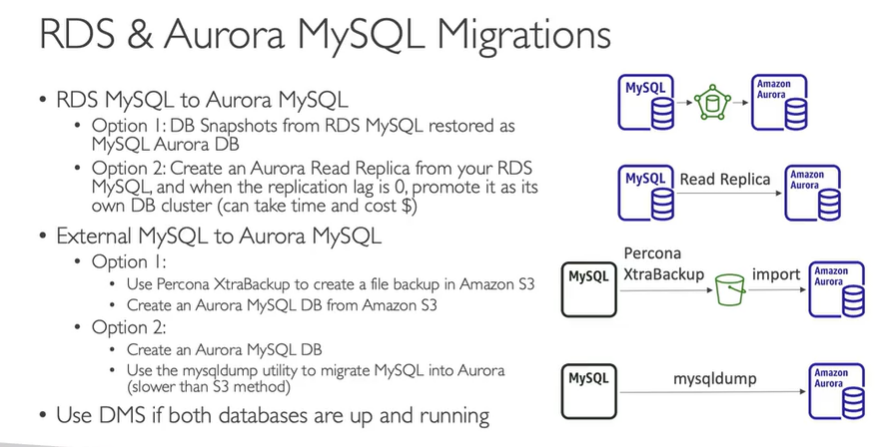 RDS & Aurora MySQL Migrations
• RDS MySQL to Aurora MySQL
• Option 1: DB Snapshots from RDS MySQL restored as
MySQL Aurora DB
• Option 2: Create an Aurora Read Replica from your RDS
MySQL, and when the replication lag is 0, promote it as its
own DB cluster (can take time and cost $)
• External MySQL to Aurora MySQL
• Option 1:
• Use Percona XtraBackup to create a file backup in Amazon S3
• Create an Aurora MySQL DB from Amazon S3
• Option 2:
• Create an Aurora MySQL DB
• Use the mysqldump utility to migrate MySQL into Aurora
(slower than S3 method)
• Use DMS if both databases are up and running
MySQL
Amazon
Aurora
MySQL
Read Replica
Amazon
Aurora
MySQL
Percona
XtraBackup
import
Amazon
Aurora
MySQL
mysqldump
Amazon
Aurora